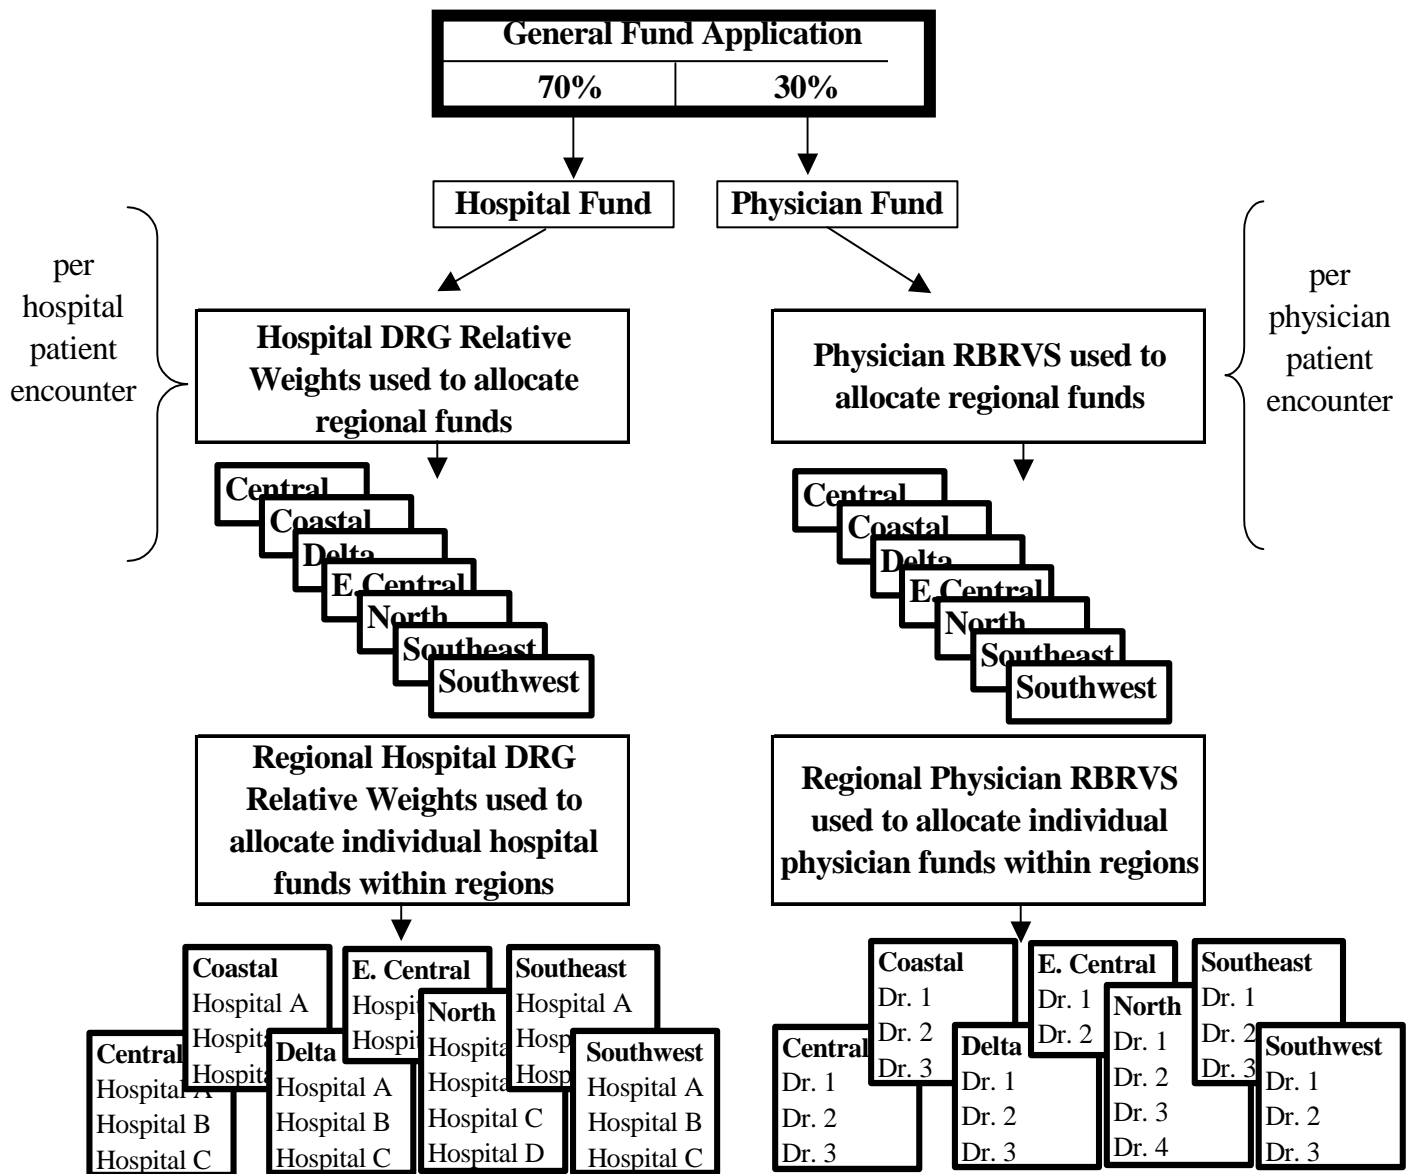 General Fund Application
70%
30%
Hospital Fund
Physician Fund
per
hospital
patient
encounter
per
physician
patient
encounter
Hospital DRG Relative
Weights used to allocate
regional funds
Physician RBRVS used to
allocate regional funds
Central
Coastal
Delta
E. Central
North
Southeast
Southwest
Central
Coastal
Delta
E. Central
North
Southeast
Southwest
Regional Hospital DRG
Relative Weights used to
allocate individual hospital
funds within regions
Regional Physician RBRVS
used to allocate individual
physician funds within regions
Central
Hospital A
Hospital B
Hospital C
Coastal
Hospital A
Delta
Hospital A
Hospital B
Hospital C
E. Central
North
Hospital C
Hospital D
Southeast
Hospital A
Southwest
Hospital A
Hospital B
Hospital C
Central
Dr. 1
Dr. 2
Dr. 3
Coastal
Dr. 1
Dr. 2
Dr. 3
Delta
Dr. 1
Dr. 2
Dr. 3
E. Central
Dr. 1
Dr. 2
North
Dr. 1
Dr. 2
Dr. 3
Dr. 4
Southeast
Dr. 1
Dr. 2
Dr. 3
Southwest
Dr. 1
Dr. 2
Dr. 3